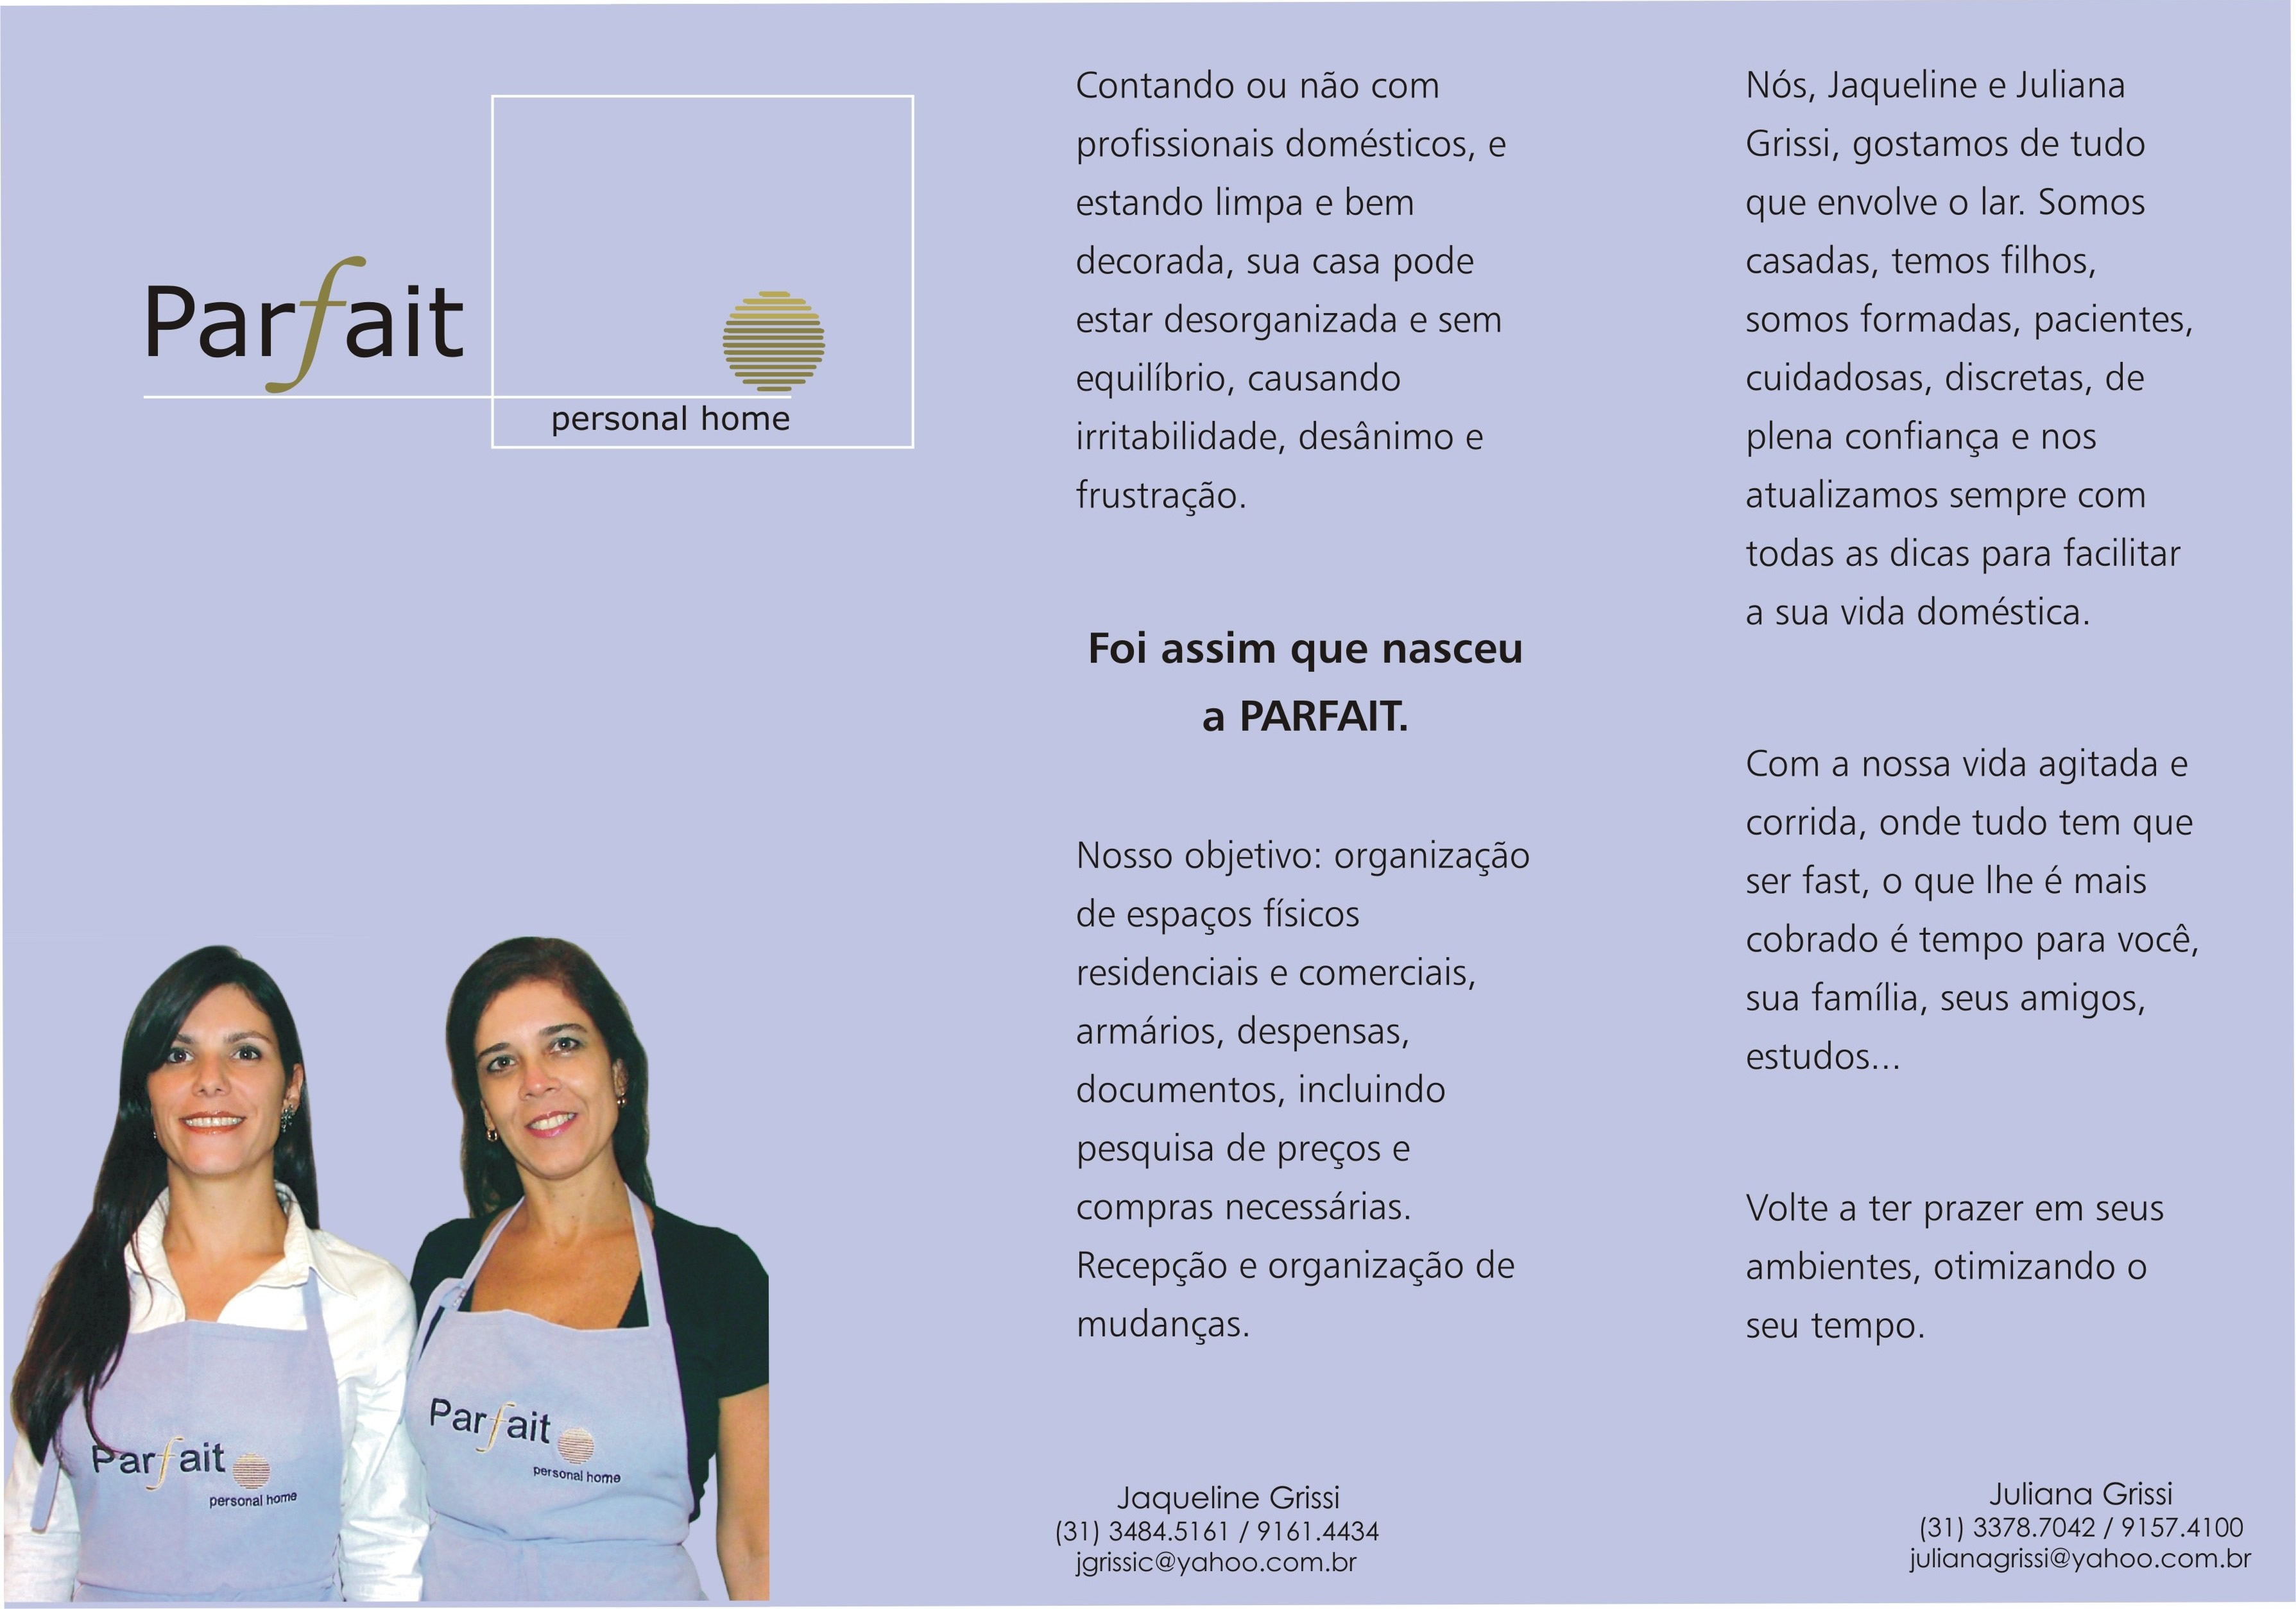 Parfait
personal home
Parfait
personal home
Parfait
personal home
Contando ou não com
profissionais domésticos, e
estando limpa e bem
decorada, sua casa pode
estar desorganizada e sem
equilíbrio, causando
irritabilidade, desânimo e
frustração.
Foi assim que nasceu
a PARFAIT.
Nosso objetivo: organização
de espaços físicos
residenciais e comerciais,
armários, despensas,
documentos, incluindo
pesquisa de preços e
compras necessárias.
Recepção e organização de
mudanças.
Jaqueline Grissi
(31) 3484.5161 / 9161.4434
jgrissic@yahoo.com.br
Nós, Jaqueline e Juliana
Grissi, gostamos de tudo
que envolve o lar. Somos
casadas, temos filhos,
somos formadas, pacientes,
cuidadosas, discretas, de
plena confiança e nos
atualizamos sempre com
todas as dicas para facilitar
a sua vida doméstica.
Com a nossa vida agitada e
corrida, onde tudo tem que
ser fast, o que lhe é mais
cobrado é tempo para você,
sua família, seus amigos,
estudos...
Volte a ter prazer em seus
ambientes, otimizando o
seu tempo.
Juliana Grissi
(31) 3378.7042 / 9157.4100
julianagrissi@yahoo.com.br